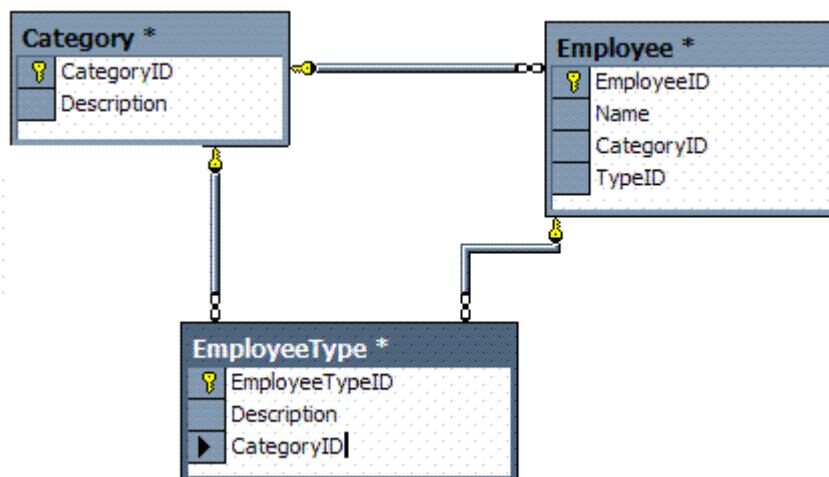 Category *
CategoryID
Description
Employee *
EmployeeID
Name
CategoryID
TypeID
EmployeeType *
EmployeeTypeID
Description
CategoryID